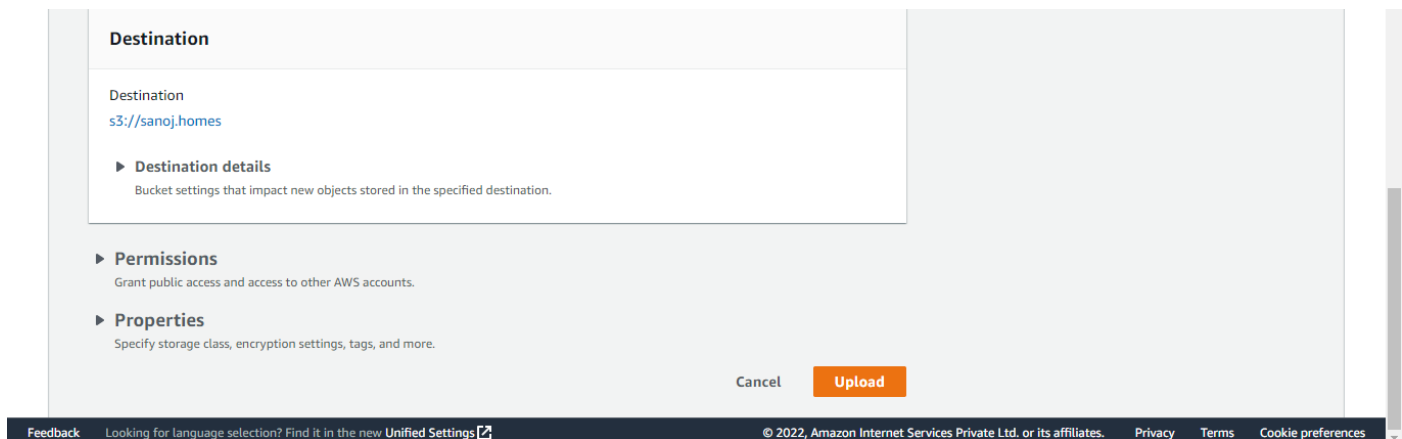 Destination
Destination
s3://sanoj.homes
Destination details
Bucket settings that impact new objects stored in the specified destination.
Permissions
Grant public access and access to other AWS accounts.
Properties
Specify storage class, encryption settings, tags, and more.
Cancel Upload
Feedback Looking for language selection? Find it in the new Unified Settings © 2022, Amazon Internet Services Private Ltd. or its affiliates. Privacy Terms Cookie preferences